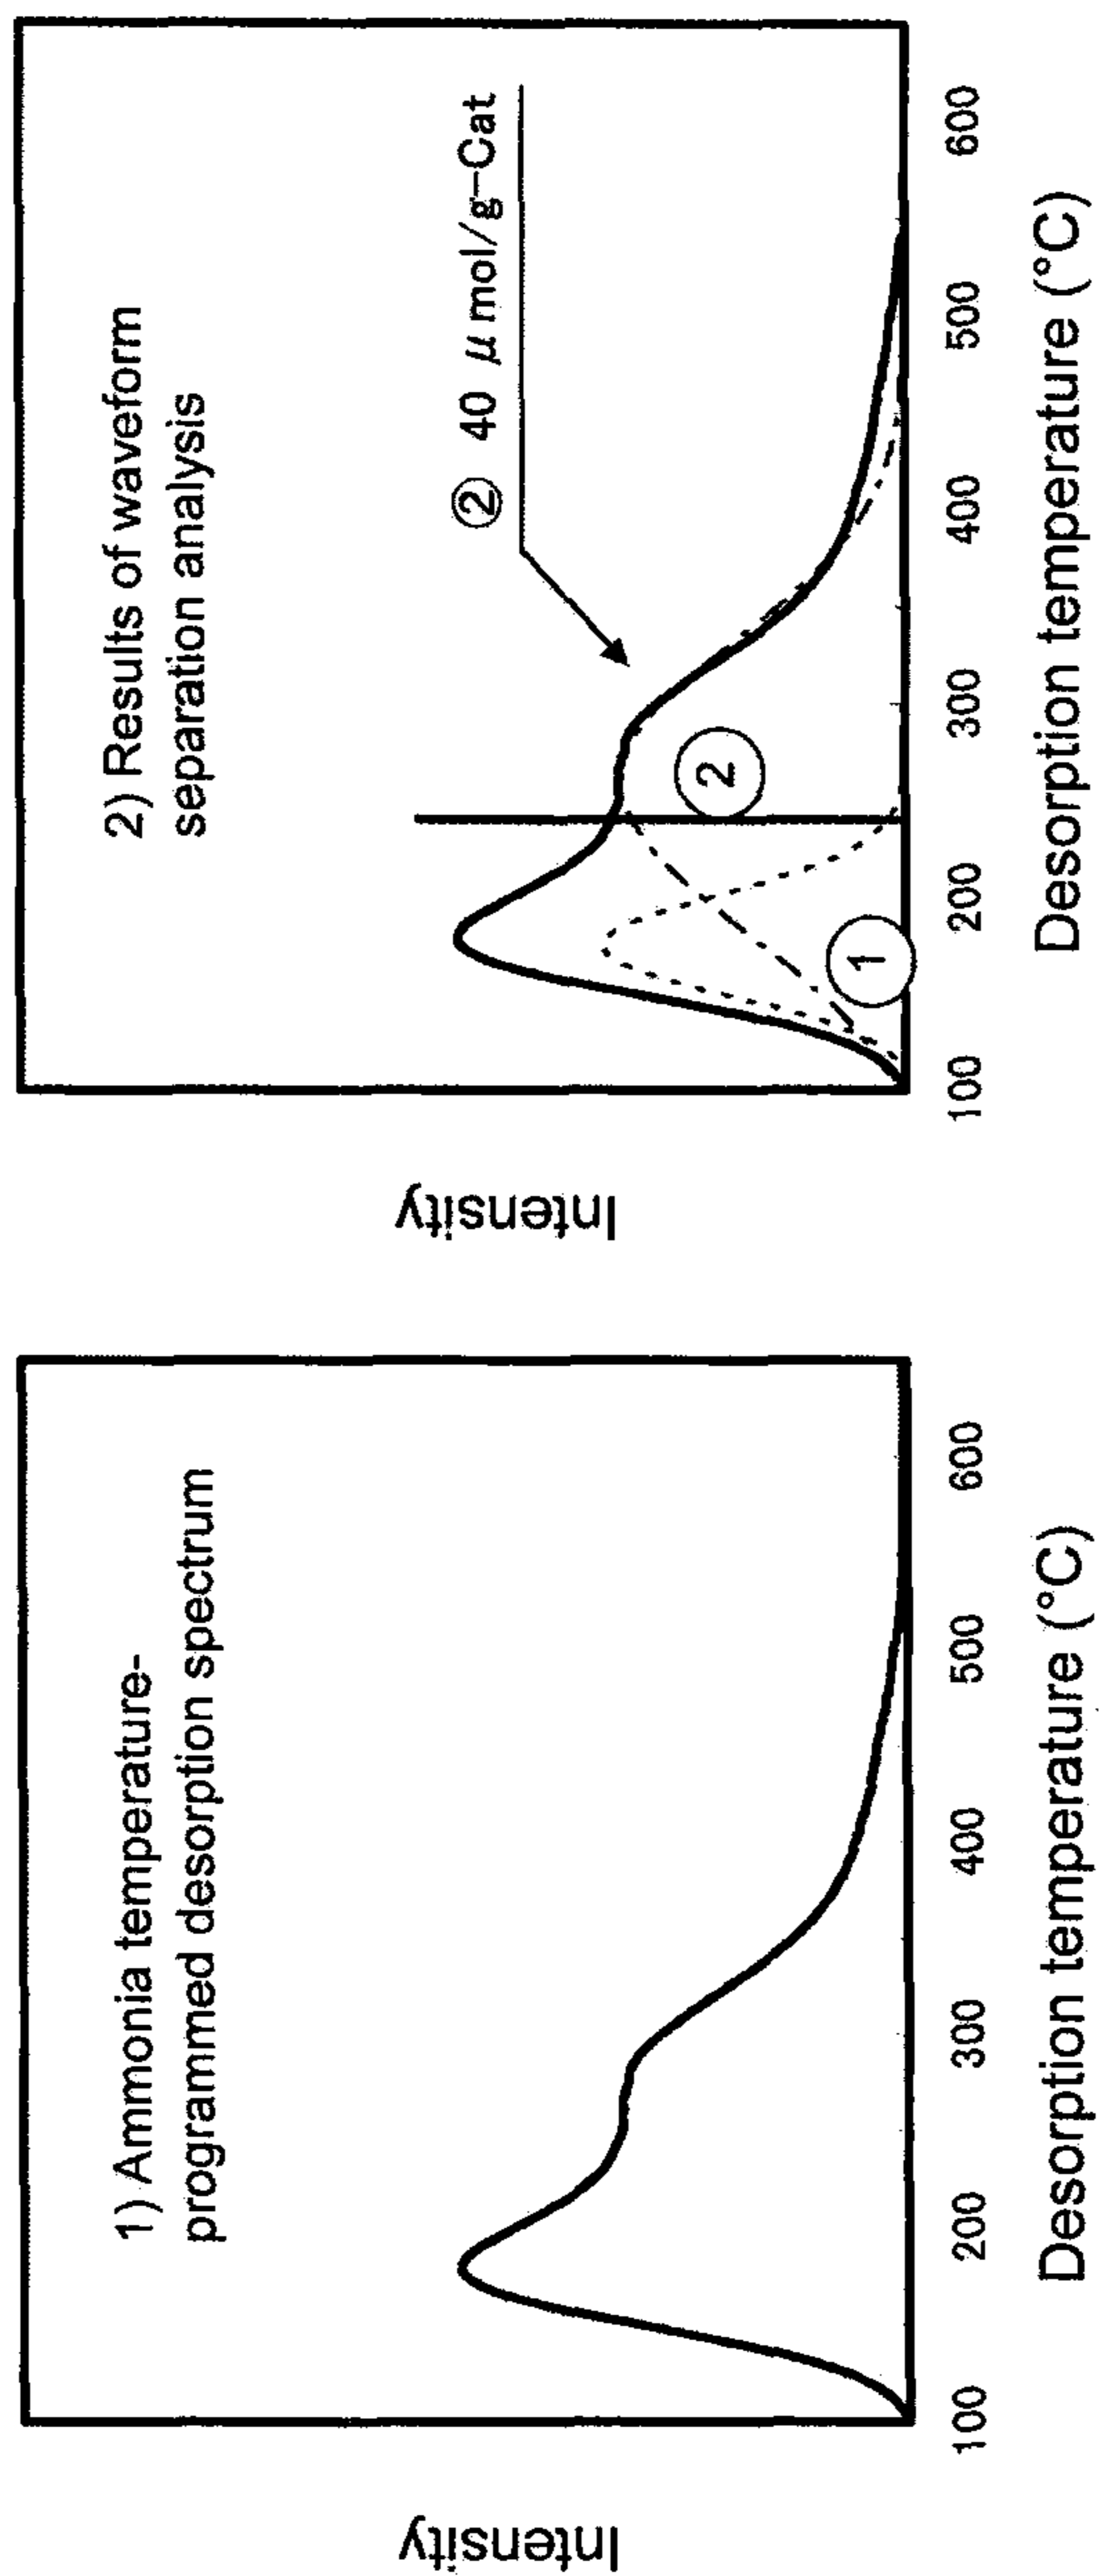 1) Ammonia temperature-
programmed desorption spectrum
Intensity
100 200 300 400 500 600
Desorption temperature (°C)
2) Results of waveform
separation analysis
② 40 μmol/g-Cat
②
①
Intensity
100 200 300 400 500 600
Desorption temperature (°C)